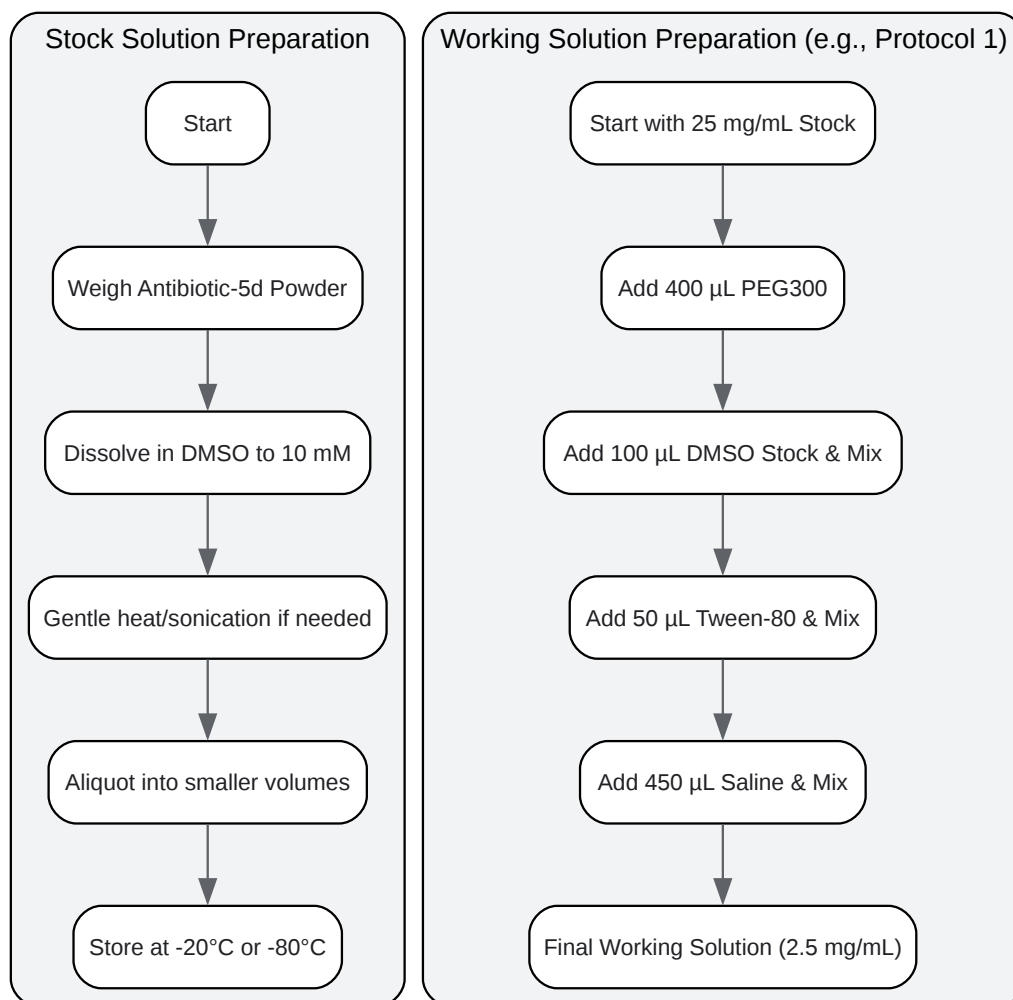 Stock Solution Preparation
Start
Weigh Antibiotic-5d Powder
Dissolve in DMSO to 10 mM
Gentle heat/sonication if needed
Aliquot into smaller volumes
Store at -20°C or -80°C
Working Solution Preparation (e.g., Protocol 1)
Start with 25 mg/mL Stock
Add 400 µL PEG300
Add 100 µL DMSO Stock & Mix
Add 50 µL Tween-80 & Mix
Add 450 µL Saline & Mix
Final Working Solution (2.5 mg/mL)